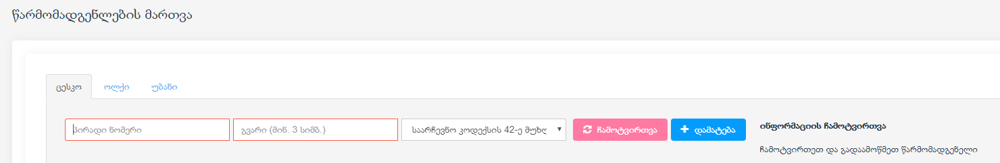 წარმომადგენლების მართვა
ცესკო ოლქი უბანი
პირადი ნომერი გვარი (მინ. 3 სიმბ.) საარჩევნო კოდექსის 42-ე ჩამოტვირთვა დამატება ინფორმაციის ჩამოტვირთვა
ჩამოტვირთეთ და გადაამოწმეთ წარმომადგენელი